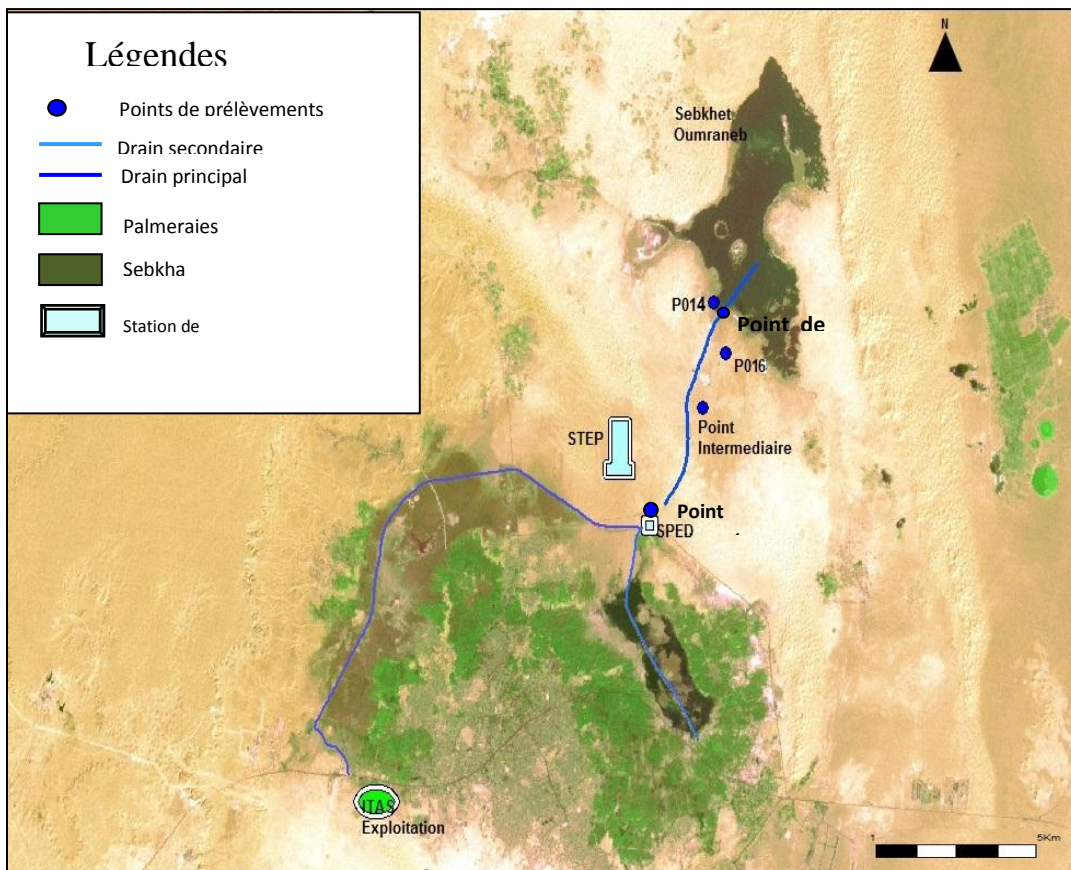 Légendes
Points de prélèvements
Drain secondaire
Drain principal
Palmeraies
Sebkha
Station de
N
Sebkhet
Oumraneb
P014
Point de
P016
Point
Intermediaire
STEP
Point
SPED
ITAS
Exploitation
1
5Km